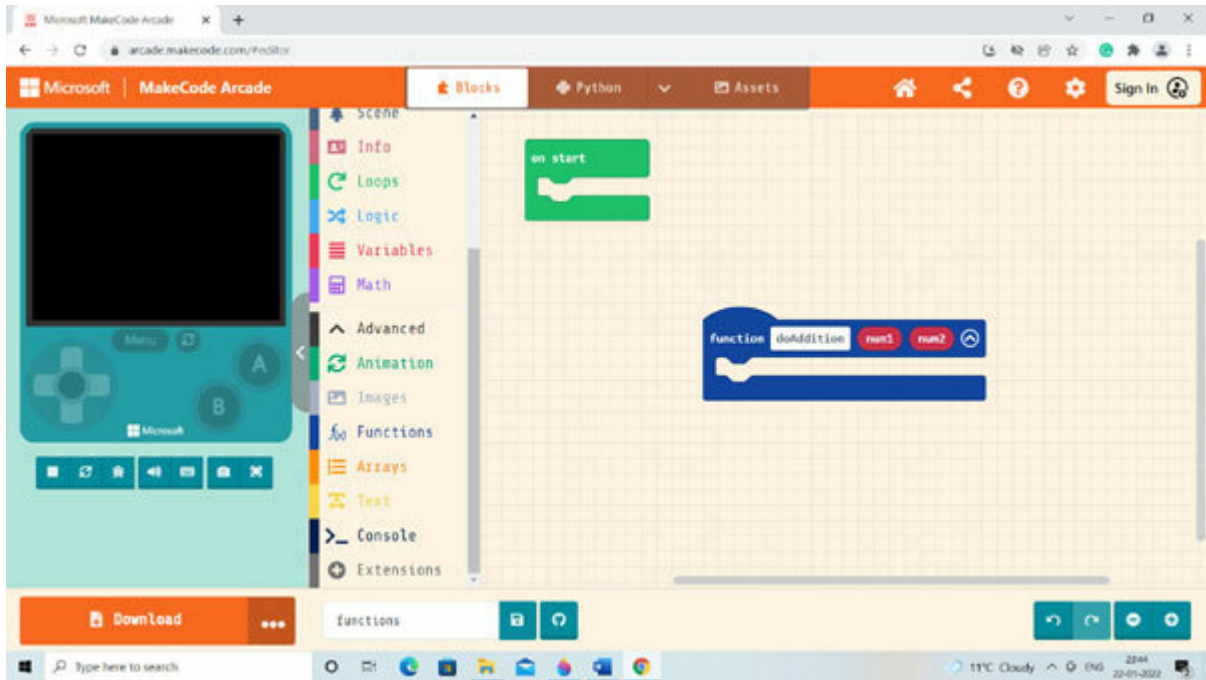 Microsoft MakeCode Arcade
arcade.makecode.com/#editor
Microsoft | MakeCode Arcade
Blocks
Python
Assets
Sign In
Scene
Info
Loops
Logic
Variables
Math
Advanced
Animation
Images
Functions
Arrays
Text
Console
Extensions
on start
function doAddition num1 num2
Menu
A
B
Microsoft
Download
functions
Type here to search
11°C Cloudy
ENG
22:44
22-01-2022